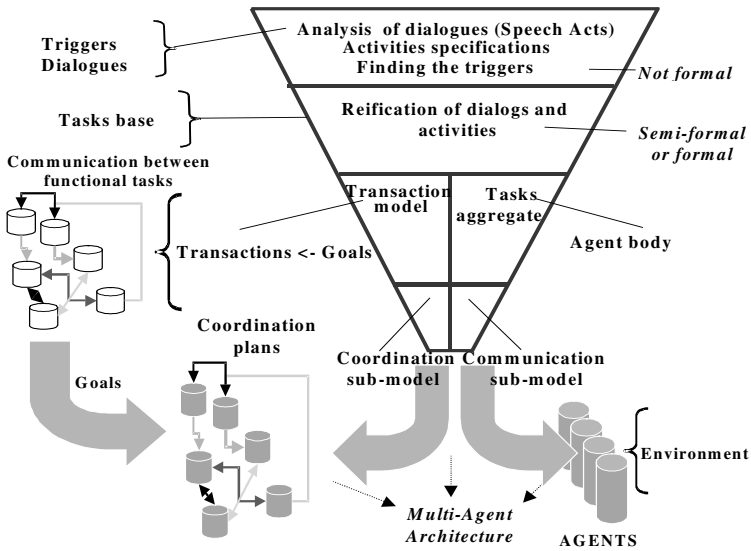 Analysis of dialogues (Speech Acts)
Activities specifications
Finding the triggers
Triggers
Dialogues
Not formal
Reification of dialogs and
activities
Tasks base
Semi-formal
or formal
Communication between
functional tasks
Transaction
model
Tasks
aggregate
Transactions <- Goals
Agent body
Coordination
plans
Coordination
sub-model
Communication
sub-model
Goals
Environment
Multi-Agent
Architecture
AGENTS